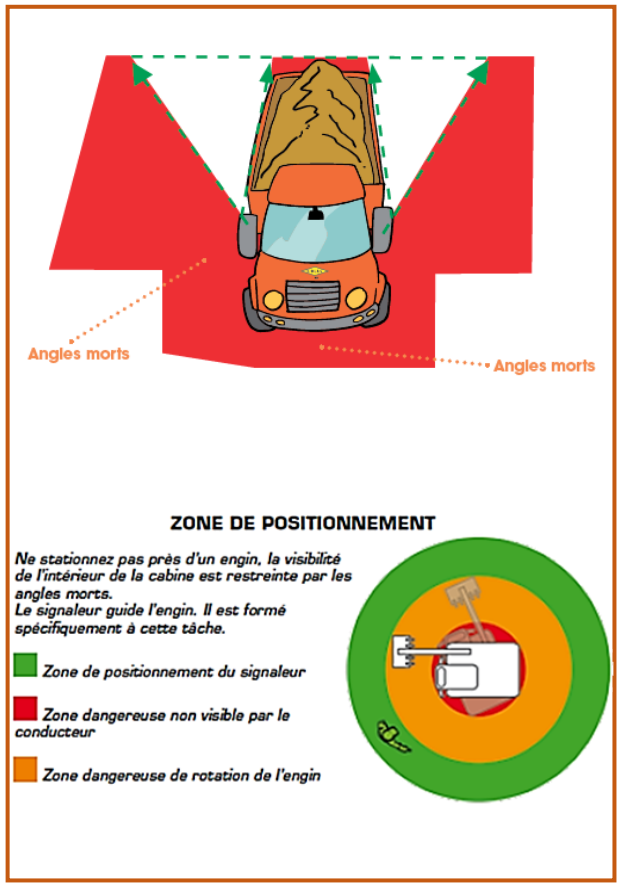 Angles morts
Angles morts
ZONE DE POSITIONNEMENT
Ne stationnez pas près d'un engin, la visibilité
de l'intérieur de la cabine est restreinte par les
angles morts.
Le signaleur guide l'engin. Il est formé
spécifiquement à cette tâche.
Zone de positionnement du signaleur
Zone dangereuse non visible par le
conducteur
Zone dangereuse de rotation de l'engin